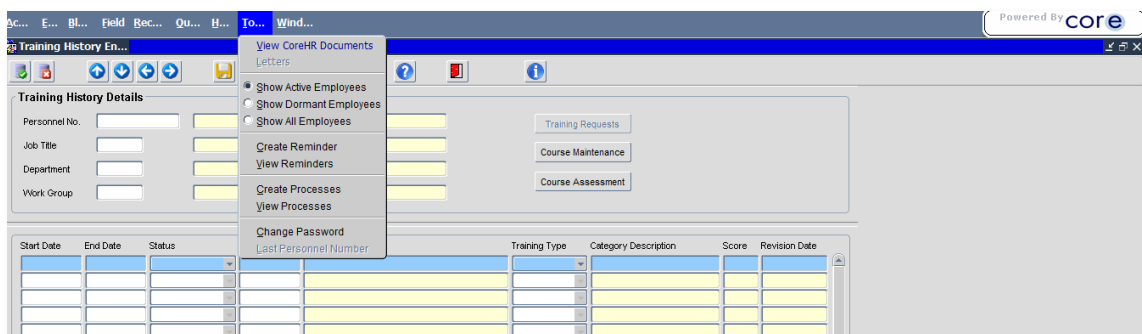 Ac... E... Bl... Field Rec... Qu... H... To... Wind...
Powered By core
Training History En...
View CoreHR Documents
Letters
Show Active Employees
Show Dormant Employees
Show All Employees
Create Reminder
View Reminders
Create Processes
View Processes
Change Password
Last Personnel Number
Training History Details
Personnel No.
Job Title
Department
Work Group
Training Requests
Course Maintenance
Course Assessment
Start Date End Date Status Training Type Category Description Score Revision Date